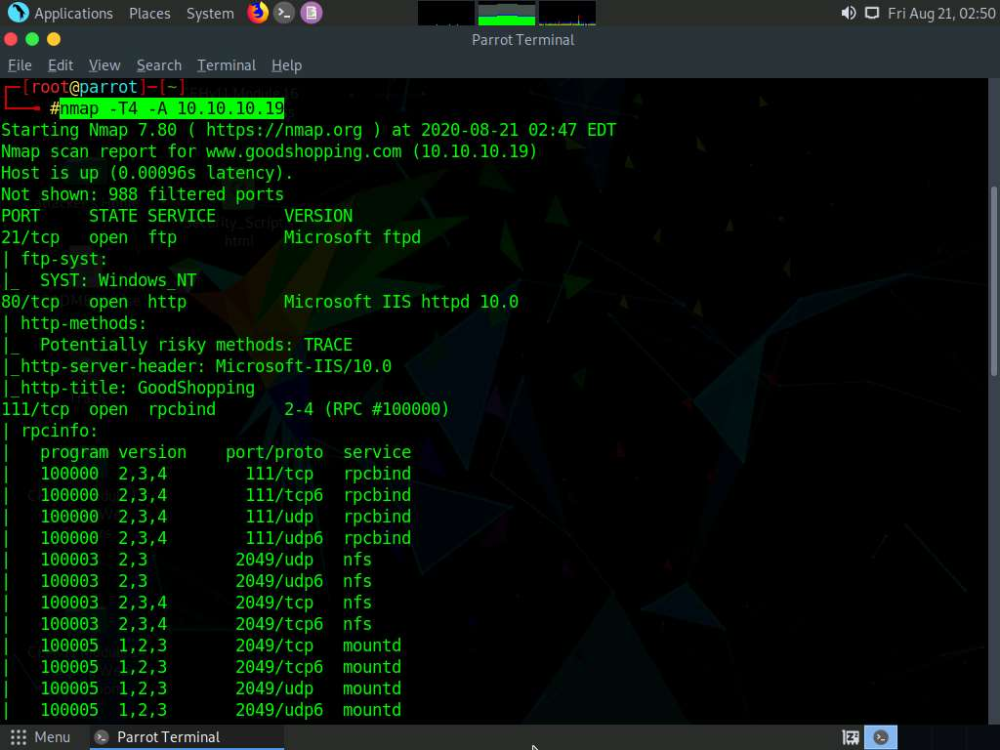 Applications Places System Fri Aug 21, 02:50
Parrot Terminal
File Edit View Search Terminal Help
┌─[root@parrot]─[~]
└──╼ #nmap -T4 -A 10.10.10.19
Starting Nmap 7.80 ( https://nmap.org ) at 2020-08-21 02:47 EDT
Nmap scan report for www.goodshopping.com (10.10.10.19)
Host is up (0.00096s latency).
Not shown: 988 filtered ports
PORT     STATE SERVICE       VERSION
21/tcp   open  ftp           Microsoft ftpd
| ftp-syst:
|_  SYST: Windows_NT
80/tcp   open  http          Microsoft IIS httpd 10.0
| http-methods:
|_  Potentially risky methods: TRACE
|_http-server-header: Microsoft-IIS/10.0
|_http-title: GoodShopping
111/tcp  open  rpcbind       2-4 (RPC #100000)
| rpcinfo:
|   program version    port/proto  service
|   100000  2,3,4        111/tcp   rpcbind
|   100000  2,3,4        111/tcp6  rpcbind
|   100000  2,3,4        111/udp   rpcbind
|   100000  2,3,4        111/udp6  rpcbind
|   100003  2,3         2049/udp   nfs
|   100003  2,3         2049/udp6  nfs
|   100003  2,3,4       2049/tcp   nfs
|   100003  2,3,4       2049/tcp6  nfs
|   100005  1,2,3       2049/tcp   mountd
|   100005  1,2,3       2049/tcp6  mountd
|   100005  1,2,3       2049/udp   mountd
|   100005  1,2,3       2049/udp6  mountd
Menu Parrot Terminal